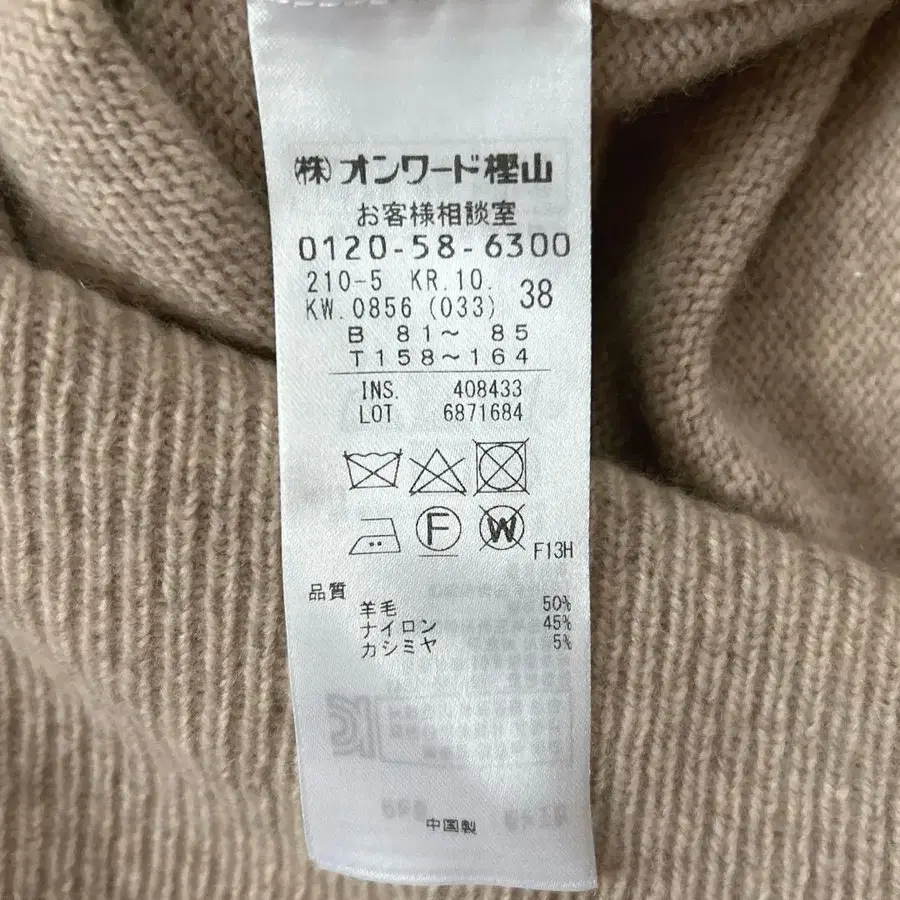 ㈱オンワード樫山
お客様相談室
0120-58-6300
210-5 KR.10.
KW.0856 (033) 38
B 81～ 85
T158～164
INS. 408433
LOT 6871684
F
W
F13H
品質
羊毛 50%
ナイロン 45%
カシミヤ 5%
中国製